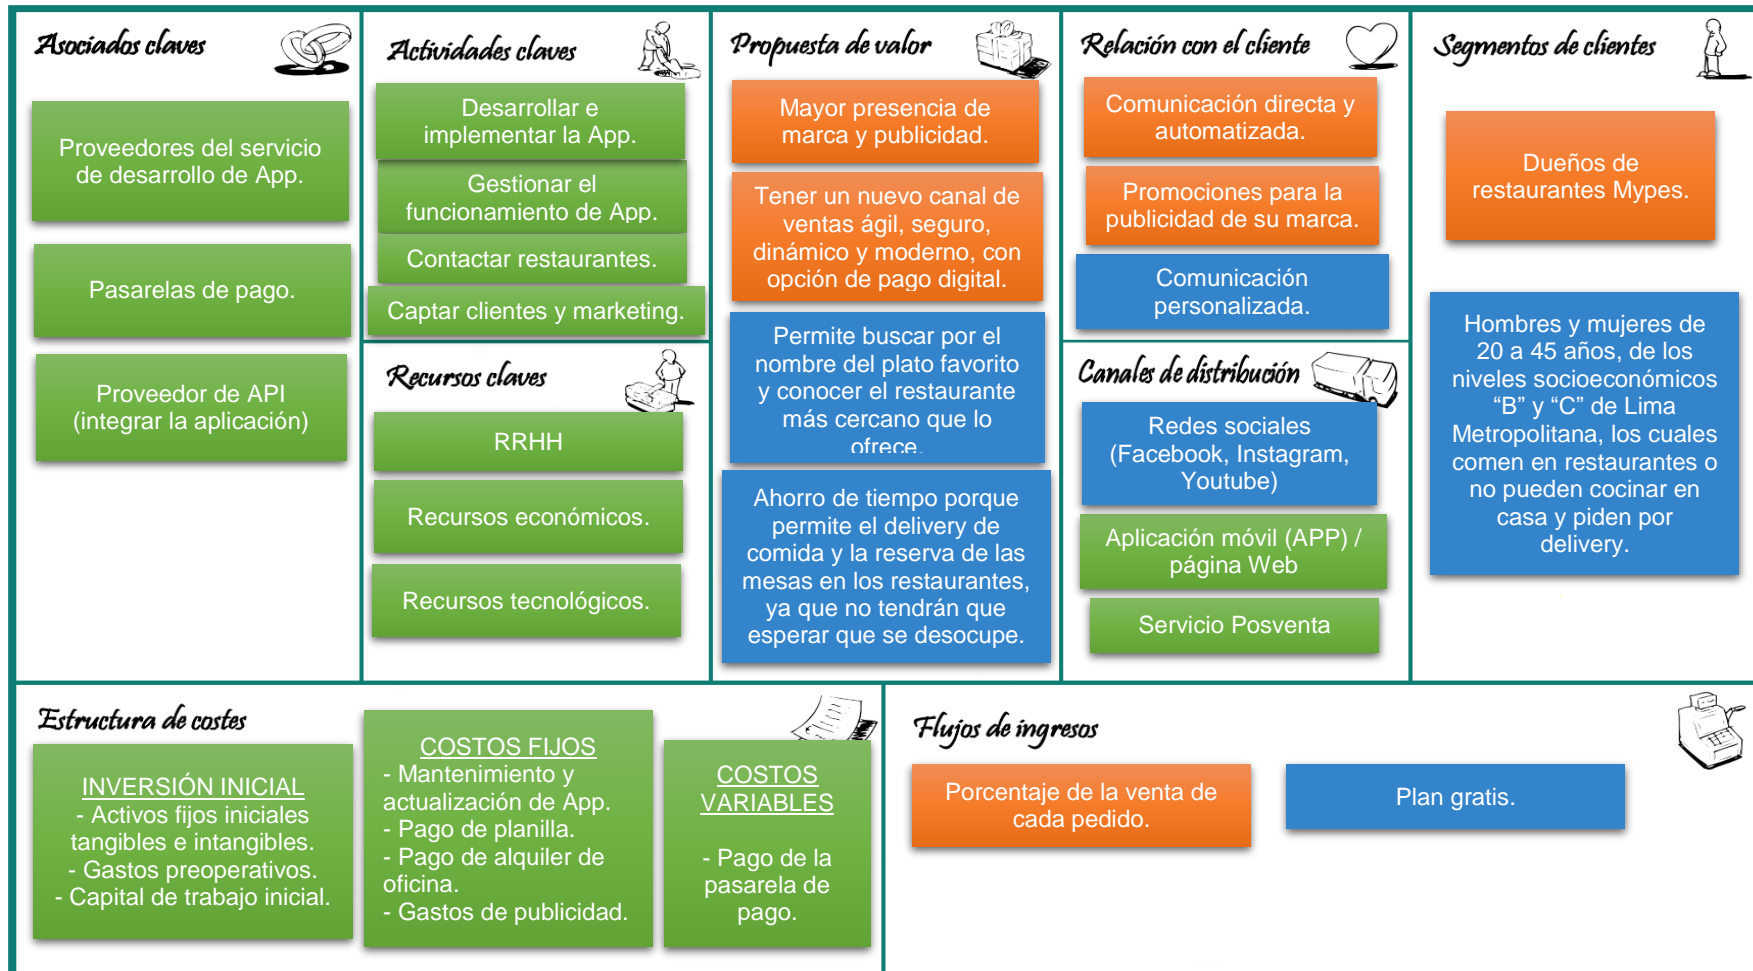 Asociados claves
Proveedores del servicio
de desarrollo de App.
Pasarelas de pago.
Proveedor de API
(integrar la aplicación)
Actividades claves
Desarrollar e
implementar la App.
Gestionar el
funcionamiento de App.
Contactar restaurantes.
Captar clientes y marketing.
Recursos claves
RRHH
Recursos económicos.
Recursos tecnológicos.
Propuesta de valor
Mayor presencia de
marca y publicidad.
Tener un nuevo canal de
ventas ágil, seguro,
dinámico y moderno, con
opción de pago digital.
Permite buscar por el
nombre del plato favorito
y conocer el restaurante
más cercano que lo
ofrece.
Ahorro de tiempo porque
permite el delivery de
comida y la reserva de las
mesas en los restaurantes,
ya que no tendrán que
esperar que se desocupe.
Relación con el cliente
Comunicación directa y
automatizada.
Promociones para la
publicidad de su marca.
Comunicación
personalizada.
Canales de distribución
Redes sociales
(Facebook, Instagram,
Youtube)
Aplicación móvil (APP) /
página Web
Servicio Posventa
Segmentos de clientes
Dueños de
restaurantes Mypes.
Hombres y mujeres de
20 a 45 años, de los
niveles socioeconómicos
“B” y “C” de Lima
Metropolitana, los cuales
comen en restaurantes o
no pueden cocinar en
casa y piden por
delivery.
Estructura de costes
INVERSIÓN INICIAL
- Activos fijos iniciales
tangibles e intangibles.
- Gastos preoperativos.
- Capital de trabajo inicial.
COSTOS FIJOS
- Mantenimiento y
actualización de App.
- Pago de planilla.
- Pago de alquiler de
oficina.
- Gastos de publicidad.
COSTOS
VARIABLES
- Pago de la
pasarela de
pago.
Flujos de ingresos
Porcentaje de la venta de
cada pedido.
Plan gratis.